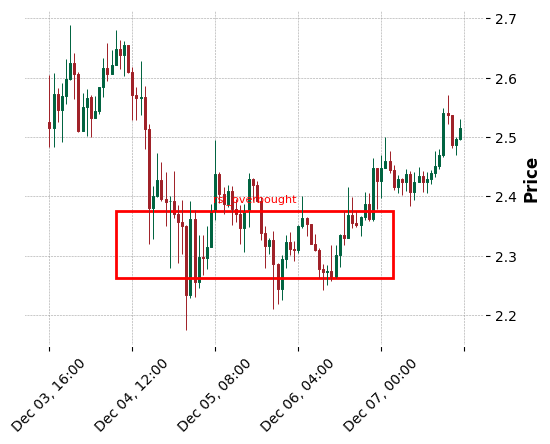 2.7
2.6
2.5
2.4
overbought
2.3
2.2
Price
Dec 03, 16:00
Dec 04, 12:00
Dec 05, 08:00
Dec 06, 04:00
Dec 07, 00:00